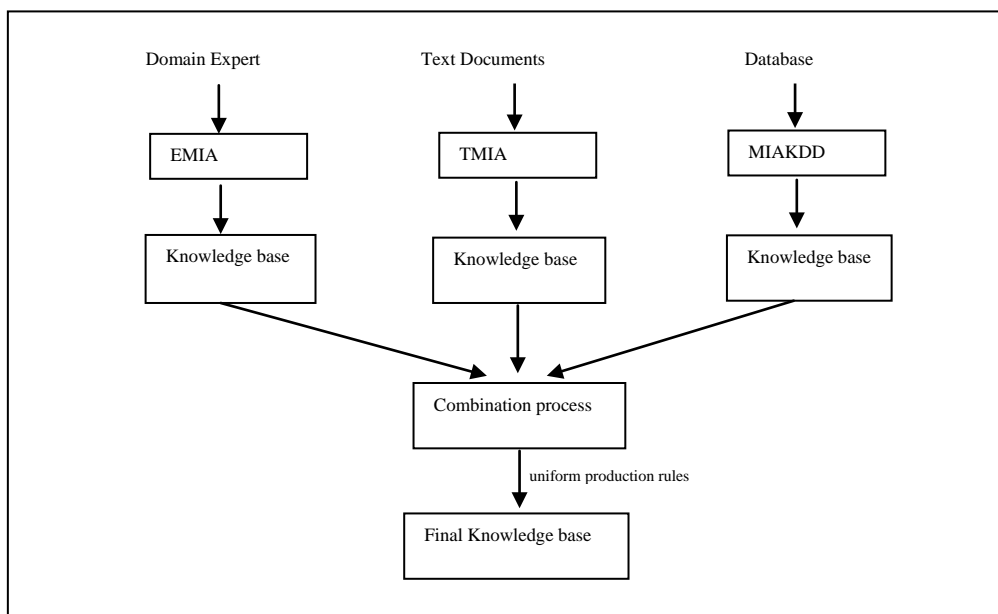 Domain Expert
Text Documents
Database
EMIA
TMIA
MIAKDD
Knowledge base
Knowledge base
Knowledge base
Combination process
uniform production rules
Final Knowledge base